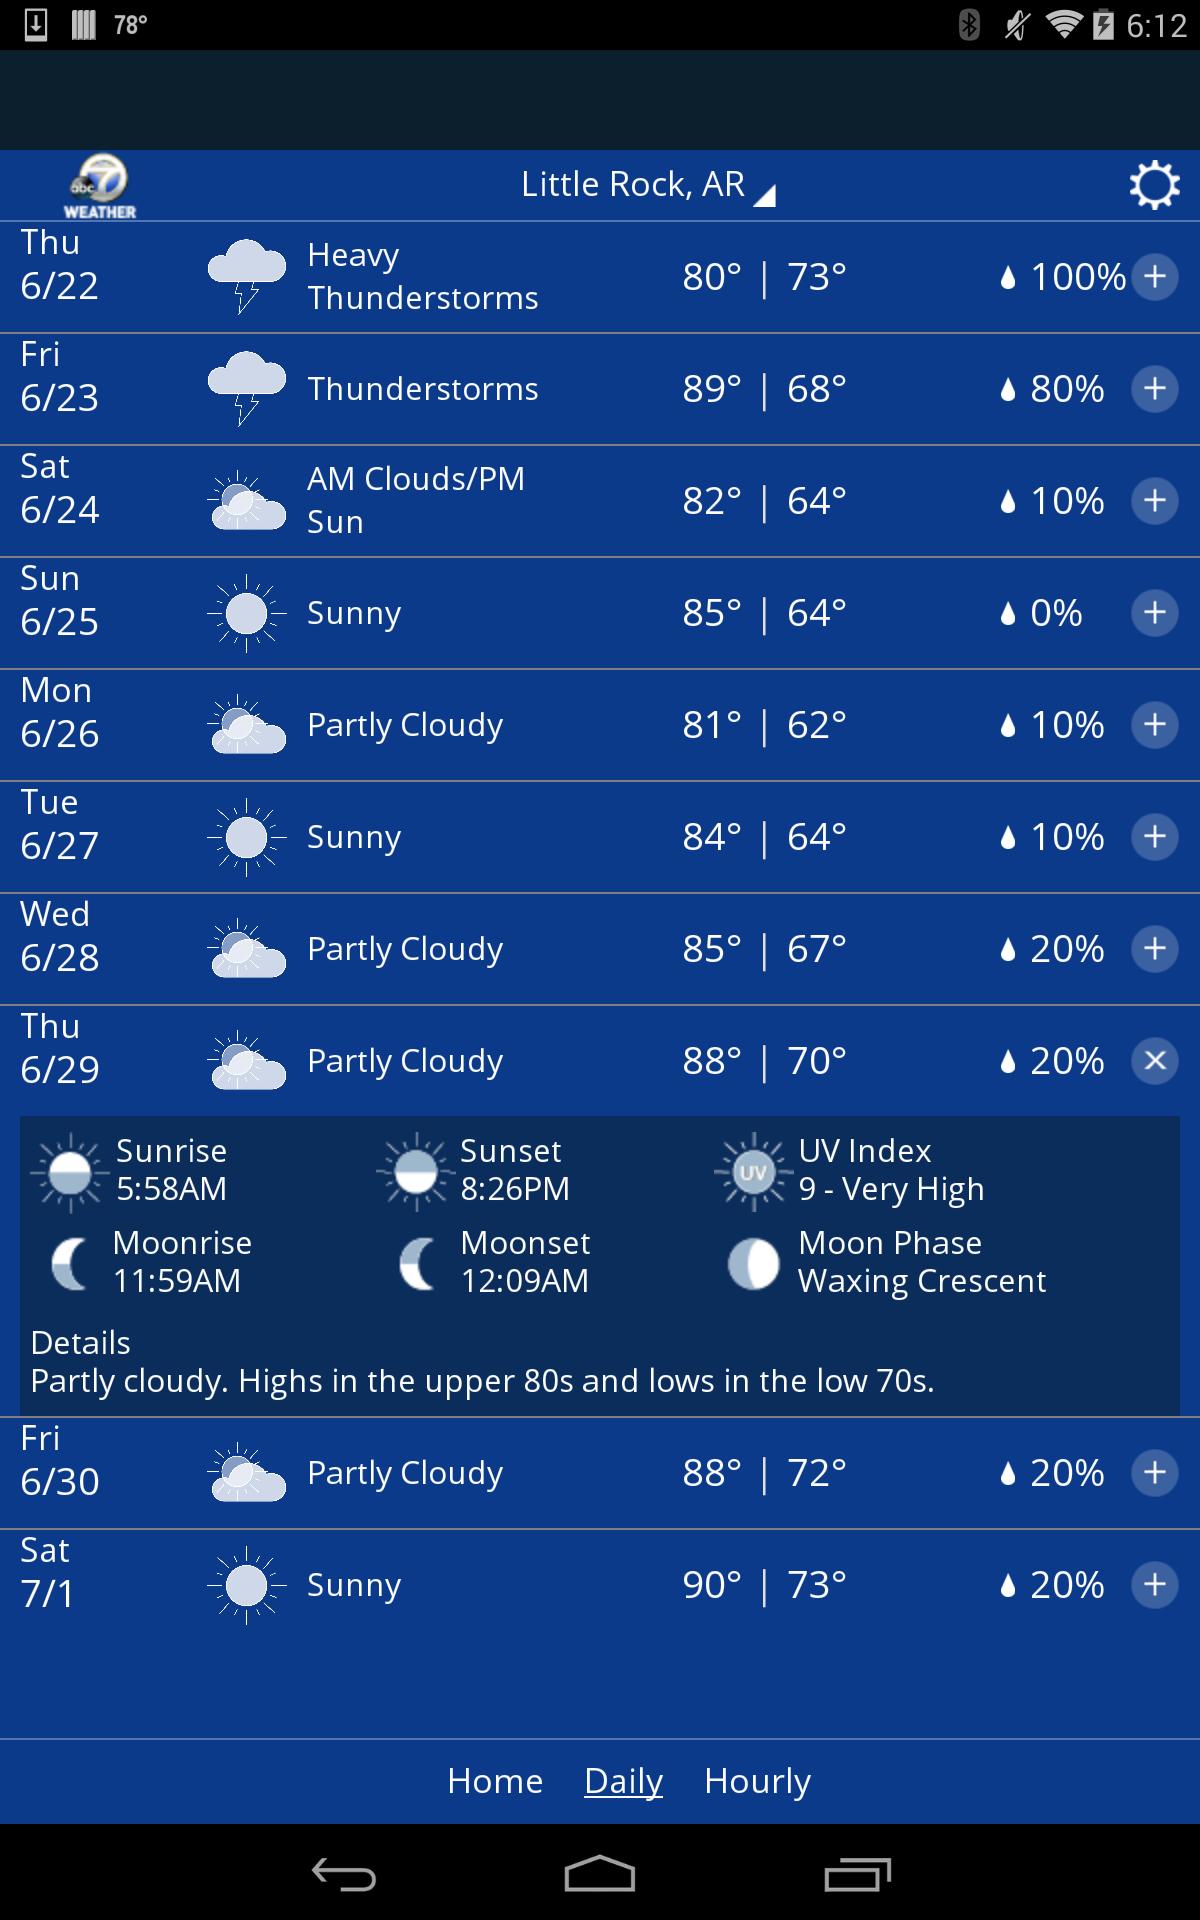 78° 6:12
abc 7
WEATHER
Little Rock, AR
Thu
6/22
Heavy
Thunderstorms
80° | 73°
100%
Fri
6/23
Thunderstorms
89° | 68°
80%
Sat
6/24
AM Clouds/PM
Sun
82° | 64°
10%
Sun
6/25
Sunny
85° | 64°
0%
Mon
6/26
Partly Cloudy
81° | 62°
10%
Tue
6/27
Sunny
84° | 64°
10%
Wed
6/28
Partly Cloudy
85° | 67°
20%
Thu
6/29
Partly Cloudy
88° | 70°
20%
Sunrise
5:58AM
Sunset
8:26PM
UV
UV Index
9 - Very High
Moonrise
11:59AM
Moonset
12:09AM
Moon Phase
Waxing Crescent
Details
Partly cloudy. Highs in the upper 80s and lows in the low 70s.
Fri
6/30
Partly Cloudy
88° | 72°
20%
Sat
7/1
Sunny
90° | 73°
20%
Home Daily Hourly